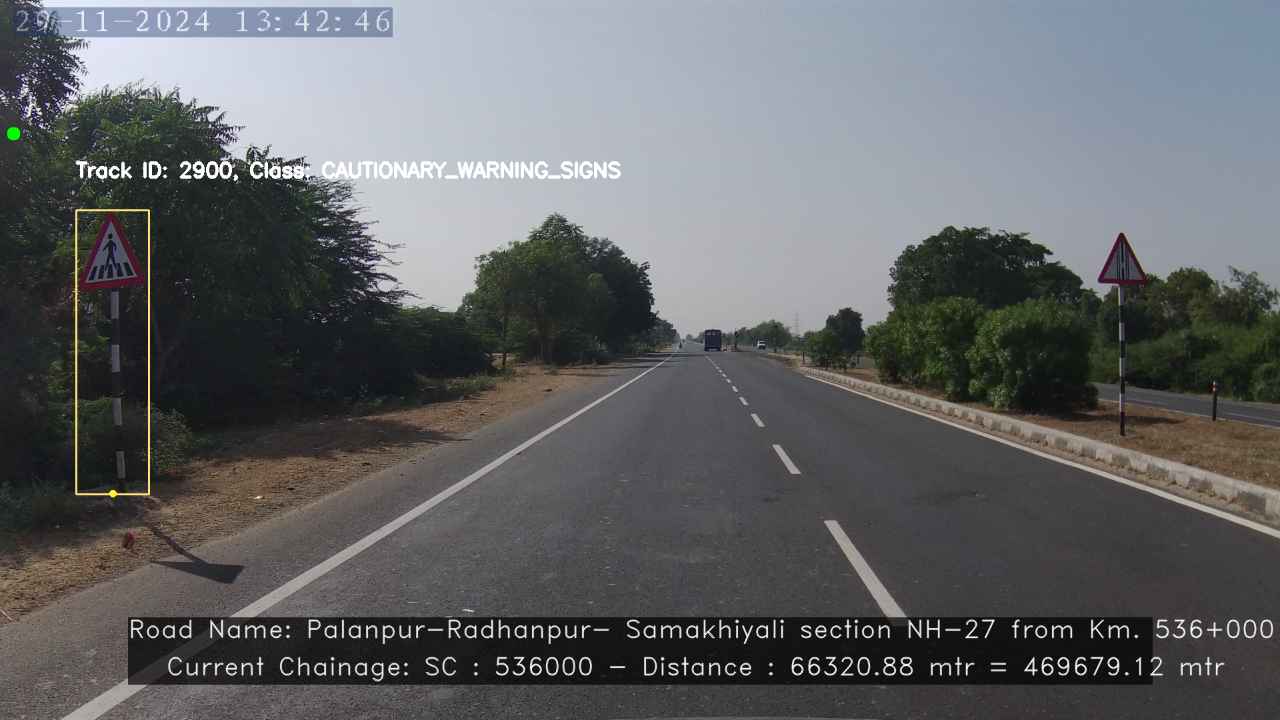 29-11-2024 13:42:46
Track ID: 2900, Class: CAUTIONARY_WARNING_SIGNS
Road Name: Palanpur-Radhanpur- Samakhiyali section NH-27 from Km. 536+000
Current Chainage: SC : 536000 - Distance : 66320.88 mtr = 469679.12 mtr